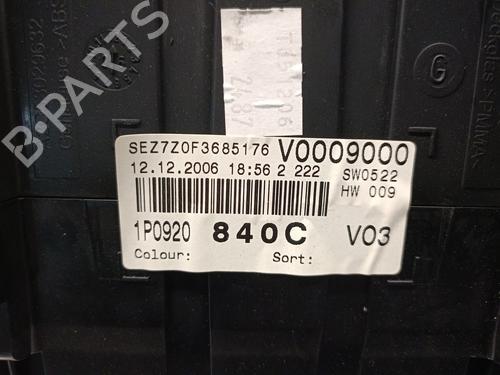 B-PARTS
G
SEZ7Z0F3685176 V0009000
12.12.2006 18:56 2 222 SW0522
HW 009
1P0920 840C V03
Colour: Sort: